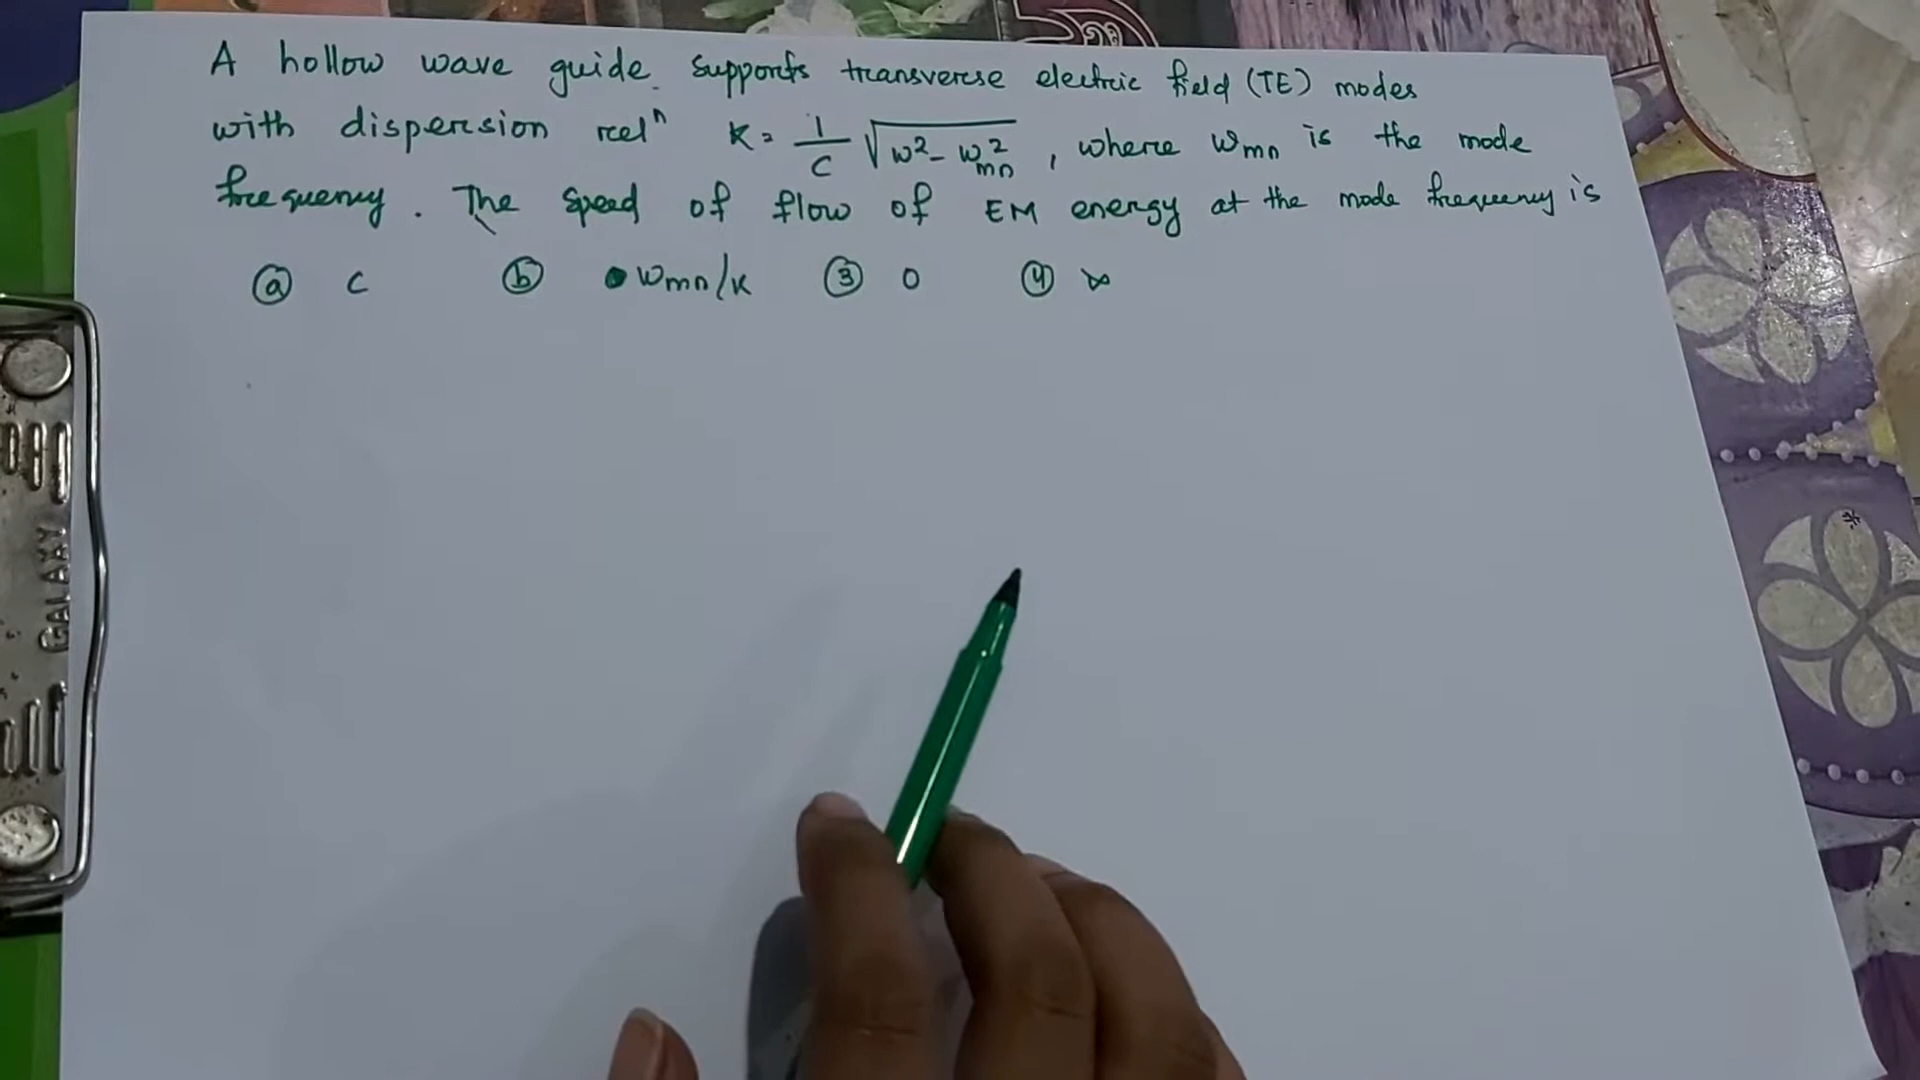 A hollow wave guide supports transverse electric field (TE) modes
with dispersion relⁿ K = 1/C √(ω² - ω²mn), where ωmn is the mode
frequency. The speed of flow of EM energy at the mode frequency is
ⓐ C ⓑ ωmn/K ③ 0 ④ ∞
GALAXY